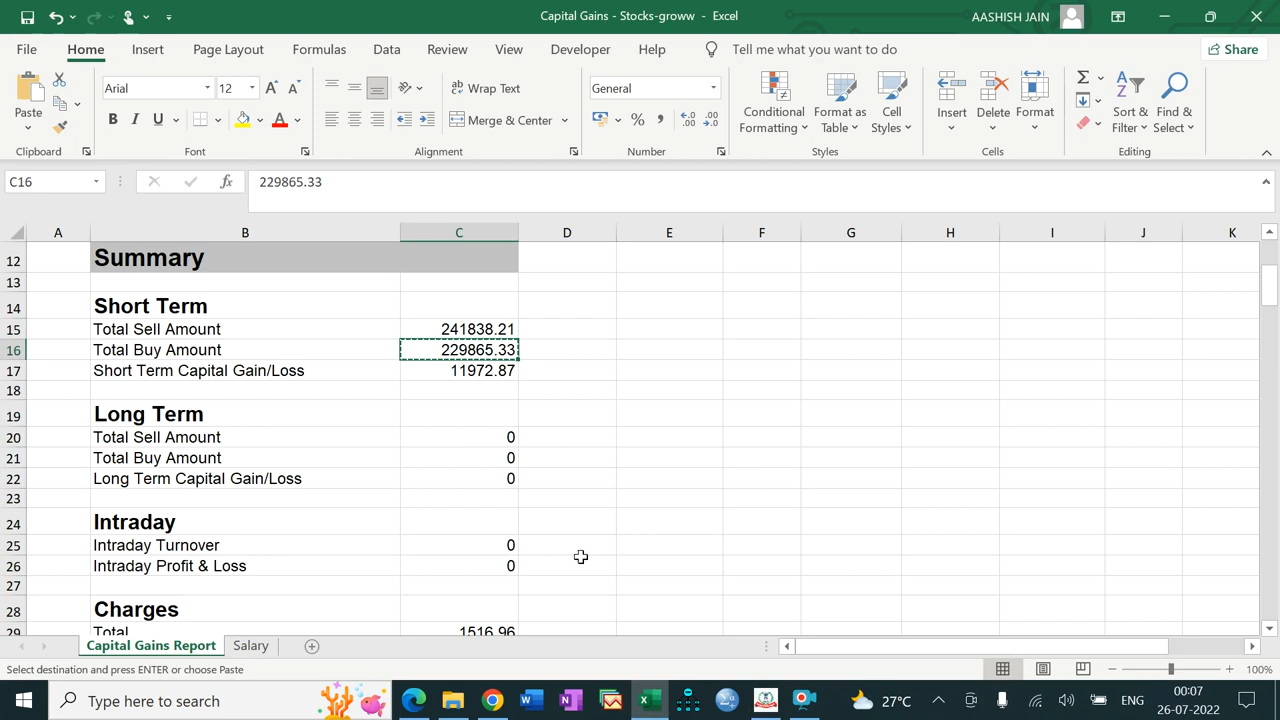 Capital Gains - Stocks-groww - Excel
AASHISH JAIN
File Home Insert Page Layout Formulas Data Review View Developer Help Tell me what you want to do
Share
Paste
Clipboard
Arial 12
B I U
Font
Wrap Text
Merge & Center
Alignment
General
Number
Conditional Formatting
Format as Table
Cell Styles
Styles
Insert
Delete
Format
Cells
Sort & Filter
Find & Select
Editing
C16 fx 229865.33
A B C D E F G H I J K
12 Summary
13
14 Short Term
15 Total Sell Amount 241838.21
16 Total Buy Amount 229865.33
17 Short Term Capital Gain/Loss 11972.87
18
19 Long Term
20 Total Sell Amount 0
21 Total Buy Amount 0
22 Long Term Capital Gain/Loss 0
23
24 Intraday
25 Intraday Turnover 0
26 Intraday Profit & Loss 0
27
28 Charges
29 Total 1516.96
Capital Gains Report Salary
Select destination and press ENTER or choose Paste
100%
Type here to search
27°C
ENG
00:07
26-07-2022